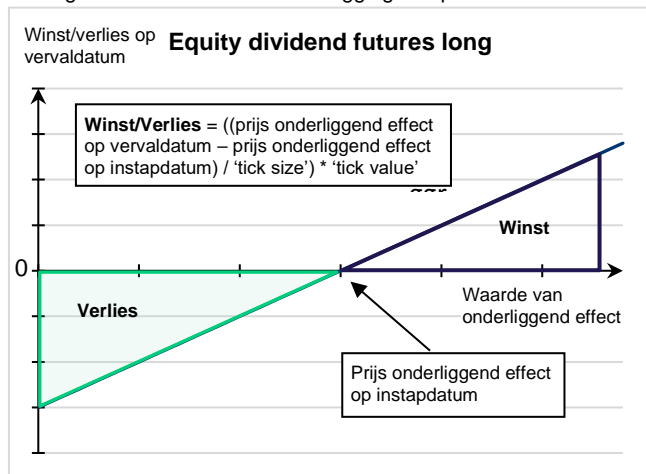 Winst/verlies op
vervaldatum
Equity dividend futures long
Winst/Verlies = ((prijs onderliggend effect
op vervaldatum – prijs onderliggend effect
op instapdatum) / ‘tick size’) * ‘tick value’
Winst
0
Waarde van
onderliggend effect
Verlies
Prijs onderliggend effect
op instapdatum